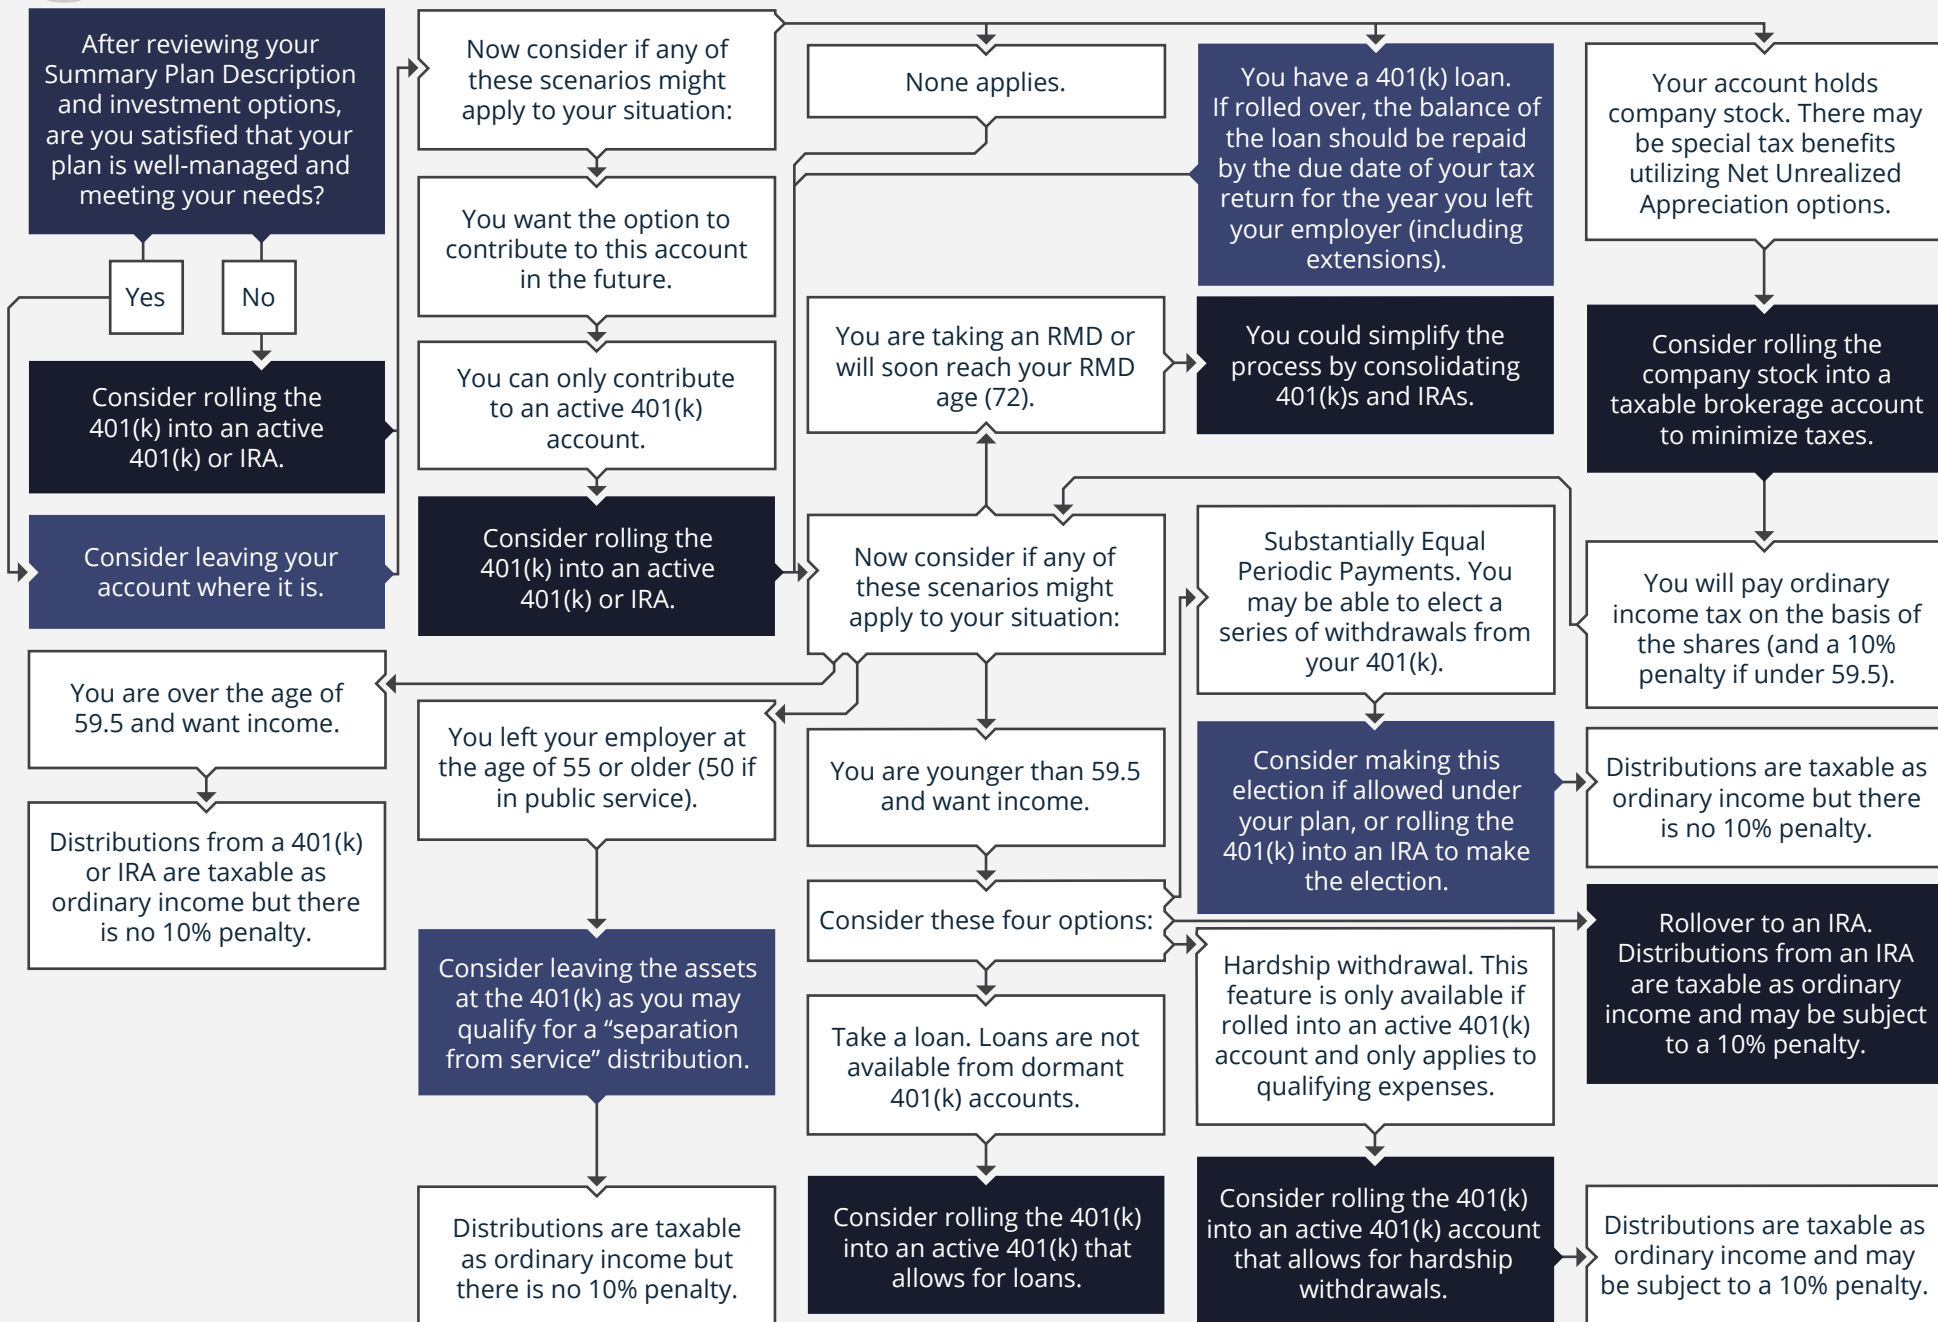 After reviewing your
Summary Plan Description
and investment options,
are you satisfied that your
plan is well-managed and
meeting your needs?
Yes
No
Consider rolling the
401(k) into an active
401(k) or IRA.
Consider leaving your
account where it is.
Now consider if any of
these scenarios might
apply to your situation:
You want the option to
contribute to this account
in the future.
You can only contribute
to an active 401(k)
account.
Consider rolling the
401(k) into an active
401(k) or IRA.
None applies.
You have a 401(k) loan.
If rolled over, the balance of
the loan should be repaid
by the due date of your tax
return for the year you left
your employer (including
extensions).
Your account holds
company stock. There may
be special tax benefits
utilizing Net Unrealized
Appreciation options.
Consider rolling the
company stock into a
taxable brokerage account
to minimize taxes.
You will pay ordinary
income tax on the basis of
the shares (and a 10%
penalty if under 59.5).
Now consider if any of
these scenarios might
apply to your situation:
You are taking an RMD or
will soon reach your RMD
age (72).
You could simplify the
process by consolidating
401(k)s and IRAs.
You are over the age of
59.5 and want income.
Distributions from a 401(k)
or IRA are taxable as
ordinary income but there
is no 10% penalty.
You left your employer at
the age of 55 or older (50 if
in public service).
Consider leaving the assets
at the 401(k) as you may
qualify for a “separation
from service” distribution.
Distributions are taxable
as ordinary income but
there is no 10% penalty.
You are younger than 59.5
and want income.
Consider these four options:
Take a loan. Loans are not
available from dormant
401(k) accounts.
Consider rolling the 401(k)
into an active 401(k) that
allows for loans.
Substantially Equal
Periodic Payments. You
may be able to elect a
series of withdrawals from
your 401(k).
Consider making this
election if allowed under
your plan, or rolling the
401(k) into an IRA to make
the election.
Distributions are taxable as
ordinary income but there
is no 10% penalty.
Rollover to an IRA.
Distributions from an IRA
are taxable as ordinary
income and may be subject
to a 10% penalty.
Hardship withdrawal. This
feature is only available if
rolled into an active 401(k)
account and only applies to
qualifying expenses.
Consider rolling the 401(k)
into an active 401(k) account
that allows for hardship
withdrawals.
Distributions are taxable as
ordinary income and may
be subject to a 10% penalty.